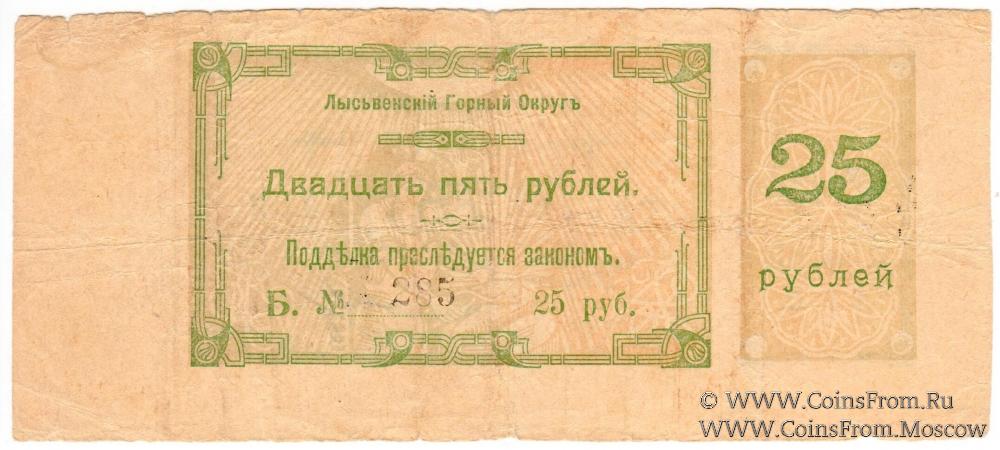 Лысьвенскій Горный Округъ
Двадцать пять рублей.
Поддѣлка преслѣдуется закономъ.
Б. № 285 25 руб.
25
рублей
© WWW.CoinsFrom.Ru
WWW.CoinsFrom.Moscow